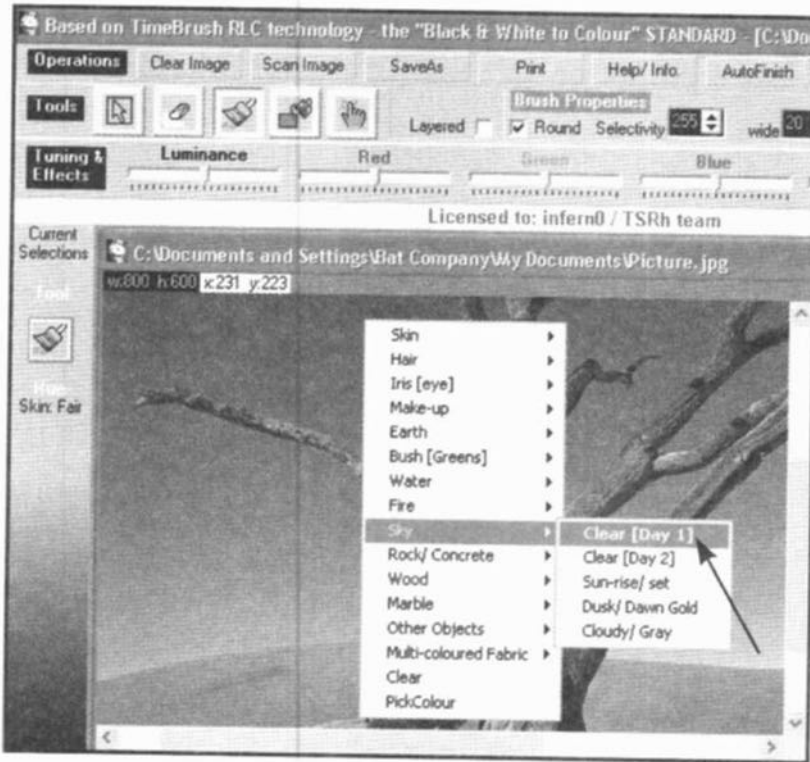 Based on TimeBrush RLC technology - the "Black & White to Colour" STANDARD - [C:\Do
Operations Clear Image Scan Image SaveAs Print Help/ Info. AutoFinish
Brush Properties
Tools Layered Round Selectivity 255 wide 20
Tuning & Effects Luminance Red Green Blue
Licensed to: infern0 / TSRh team
Current
Selections
C:\Documents and Settings\Bat Company\My Documents\Picture.jpg
w:800 h:600 x:231 y:223
Tool
Hue
Skin: Fair
Skin
Hair
Iris [eye]
Make-up
Earth
Bush [Greens]
Water
Fire
Sky
Rock/ Concrete
Wood
Marble
Other Objects
Multi-coloured Fabric
Clear
PickColour
Clear [Day 1]
Clear [Day 2]
Sun-rise/ set
Dusk/ Dawn Gold
Cloudy/ Gray